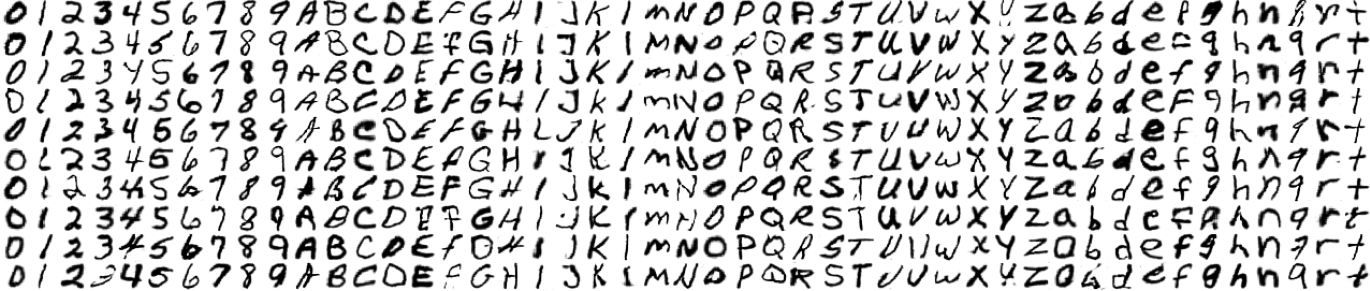 0 1 2 3 4 5 6 7 8 9 A B C D E F G H I J K l M N O P Q R S T U V W X Y Z a b d e f g h n q r t
0 1 2 3 4 5 6 7 8 9 A B C D E F G H I J K l M N O P Q R S T U V W X Y Z a b d e f g h n q r t
0 1 2 3 4 5 6 7 8 9 A B C D E F G H I J K l M N O P Q R S T U V W X Y Z a b d e f g h n q r t
0 1 2 3 4 5 6 7 8 9 A B C D E F G H I J K l M N O P Q R S T U V W X Y Z a b d e F g h n q r t
0 1 2 3 4 5 6 7 8 9 A B C D E F G H L J K l M N O P Q R S T U V W X Y Z a b d e f g h n q r t
0 L 2 3 4 5 6 7 8 9 A B C D E F G H I J K l M N O P Q R S T U V W X Y Z a b d e f g h n q r t
0 1 2 3 4 5 6 7 8 9 A B C D E F G H I J K l M N O P Q R S T U V W X Y Z a b d e f g h n q r t
0 1 2 3 4 5 6 7 8 9 A B C D E F G H I J K l M N O P Q R S T U V W X Y Z a b d e f g h n q r t
0 1 2 3 4 5 6 7 8 9 A B C D E F G H I J K l M N O P Q R S T U V W X Y Z a b d e f g h n q r t
0 1 2 3 4 5 6 7 8 9 A B C D E F G H I J K l M N O P Q R S T U V W X Y Z a b d e f g h n q r t